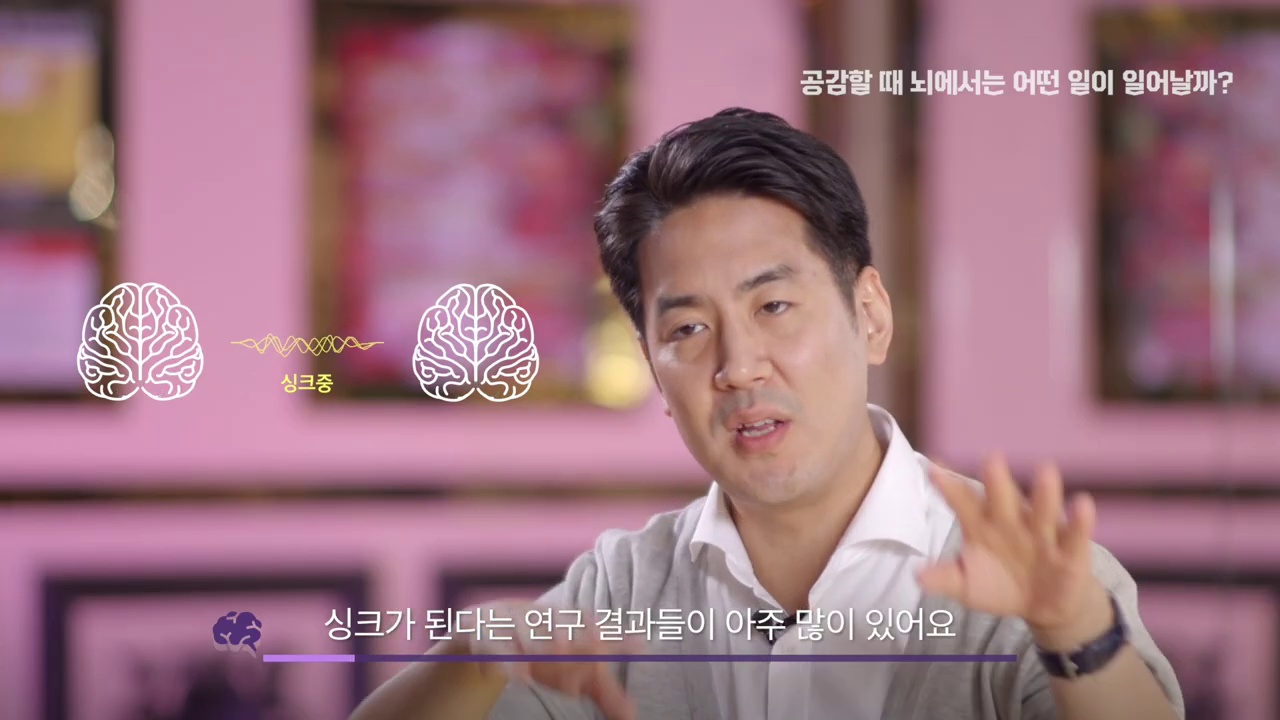 공감할 때 뇌에서는 어떤 일이 일어날까?
싱크중
싱크가 된다는 연구 결과들이 아주 많이 있어요